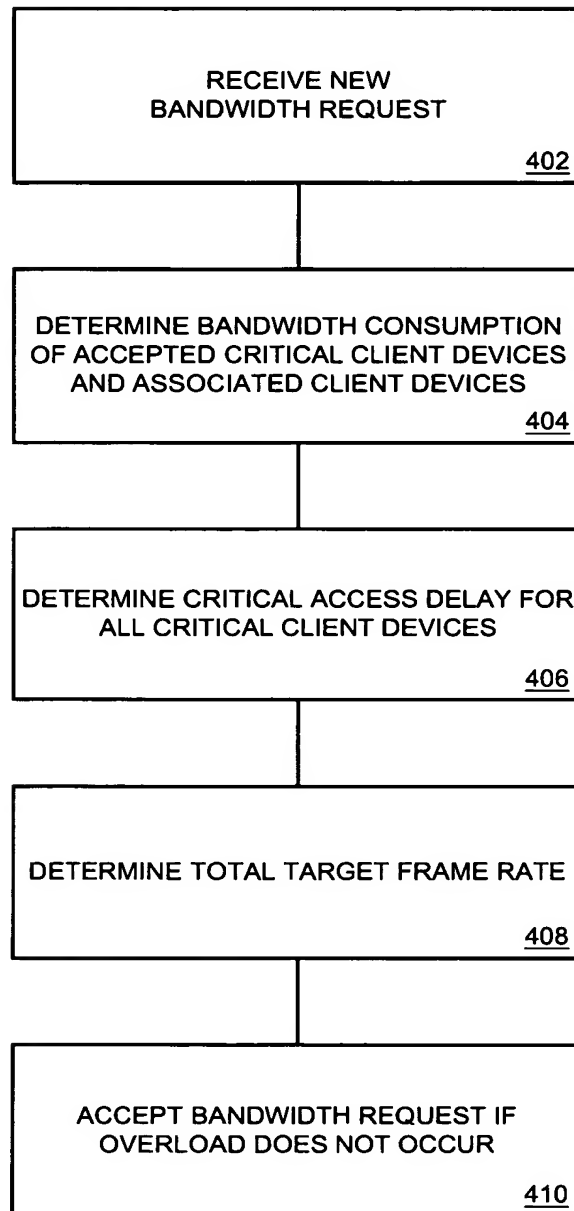 RECEIVE NEW
BANDWIDTH REQUEST
402
DETERMINE BANDWIDTH CONSUMPTION
OF ACCEPTED CRITICAL CLIENT DEVICES
AND ASSOCIATED CLIENT DEVICES
404
DETERMINE CRITICAL ACCESS DELAY FOR
ALL CRITICAL CLIENT DEVICES
406
DETERMINE TOTAL TARGET FRAME RATE
408
ACCEPT BANDWIDTH REQUEST IF
OVERLOAD DOES NOT OCCUR
410